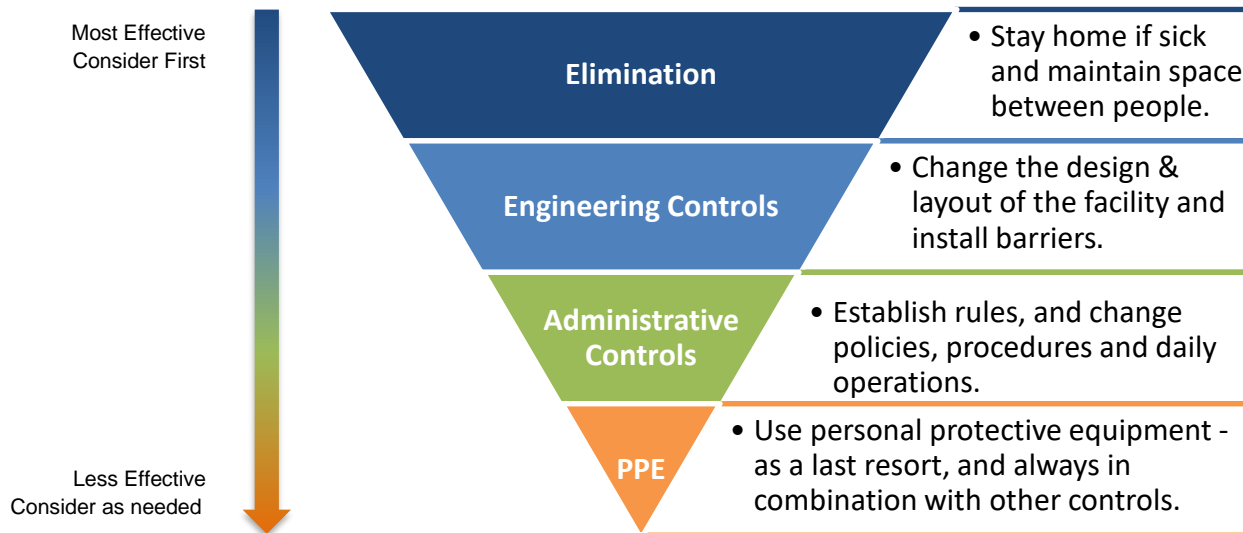 Most Effective
Consider First
Elimination
• Stay home if sick
and maintain space
between people.
Engineering Controls
• Change the design &
layout of the facility and
install barriers.
Administrative
Controls
• Establish rules, and change
policies, procedures and daily
operations.
Less Effective
Consider as needed
PPE
• Use personal protective equipment -
as a last resort, and always in
combination with other controls.